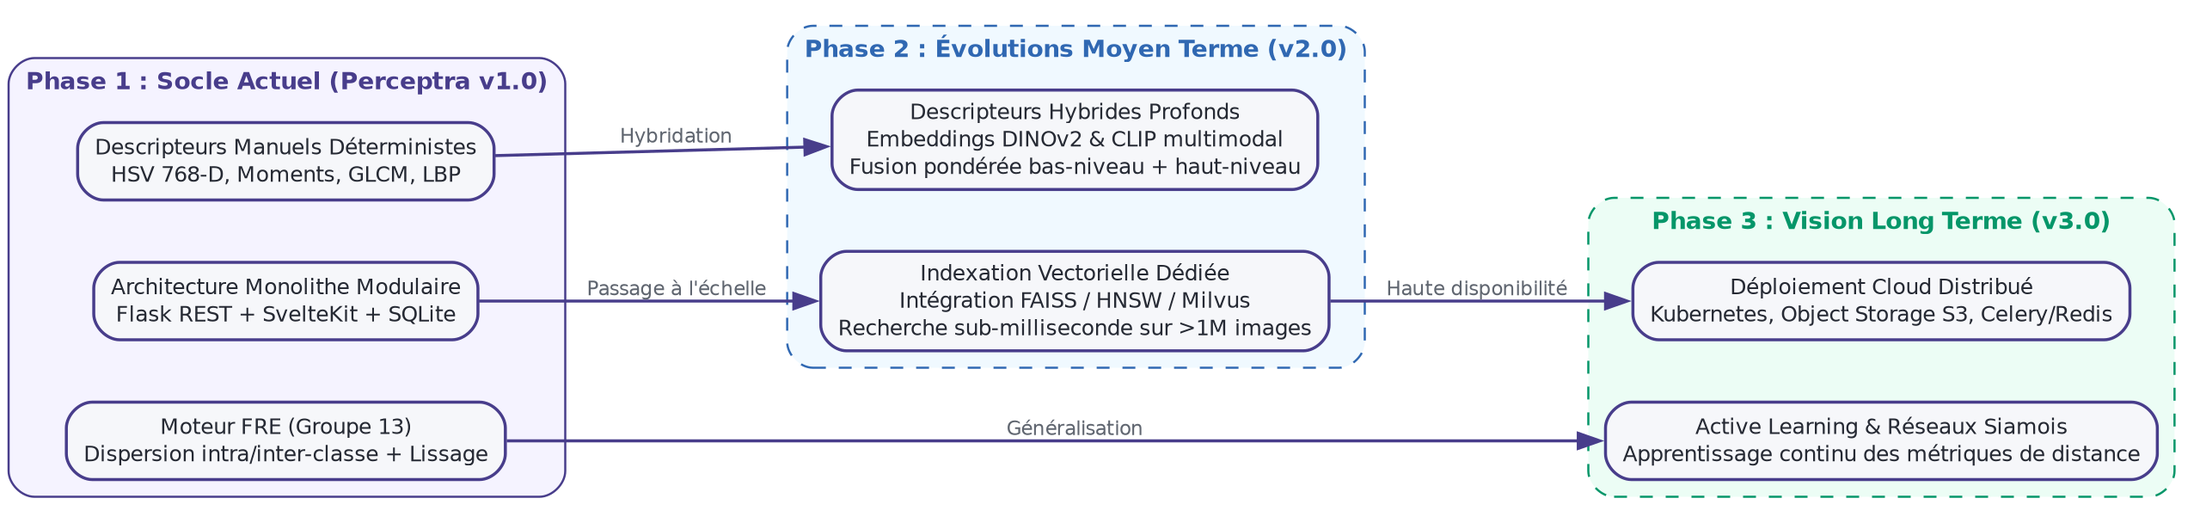 Phase 1 : Socle Actuel (Perceptra v1.0)
Descripteurs Manuels Déterministes
HSV 768-D, Moments, GLCM, LBP
Architecture Monolithe Modulaire
Flask REST + SvelteKit + SQLite
Moteur FRE (Groupe 13)
Dispersion intra/inter-classe + Lissage
Hybridation
Passage à l'échelle
Généralisation
Phase 2 : Évolutions Moyen Terme (v2.0)
Descripteurs Hybrides Profonds
Embeddings DINOv2 & CLIP multimodal
Fusion pondérée bas-niveau + haut-niveau
Indexation Vectorielle Dédiée
Intégration FAISS / HNSW / Milvus
Recherche sub-milliseconde sur >1M images
Haute disponibilité
Phase 3 : Vision Long Terme (v3.0)
Déploiement Cloud Distribué
Kubernetes, Object Storage S3, Celery/Redis
Active Learning & Réseaux Siamois
Apprentissage continu des métriques de distance